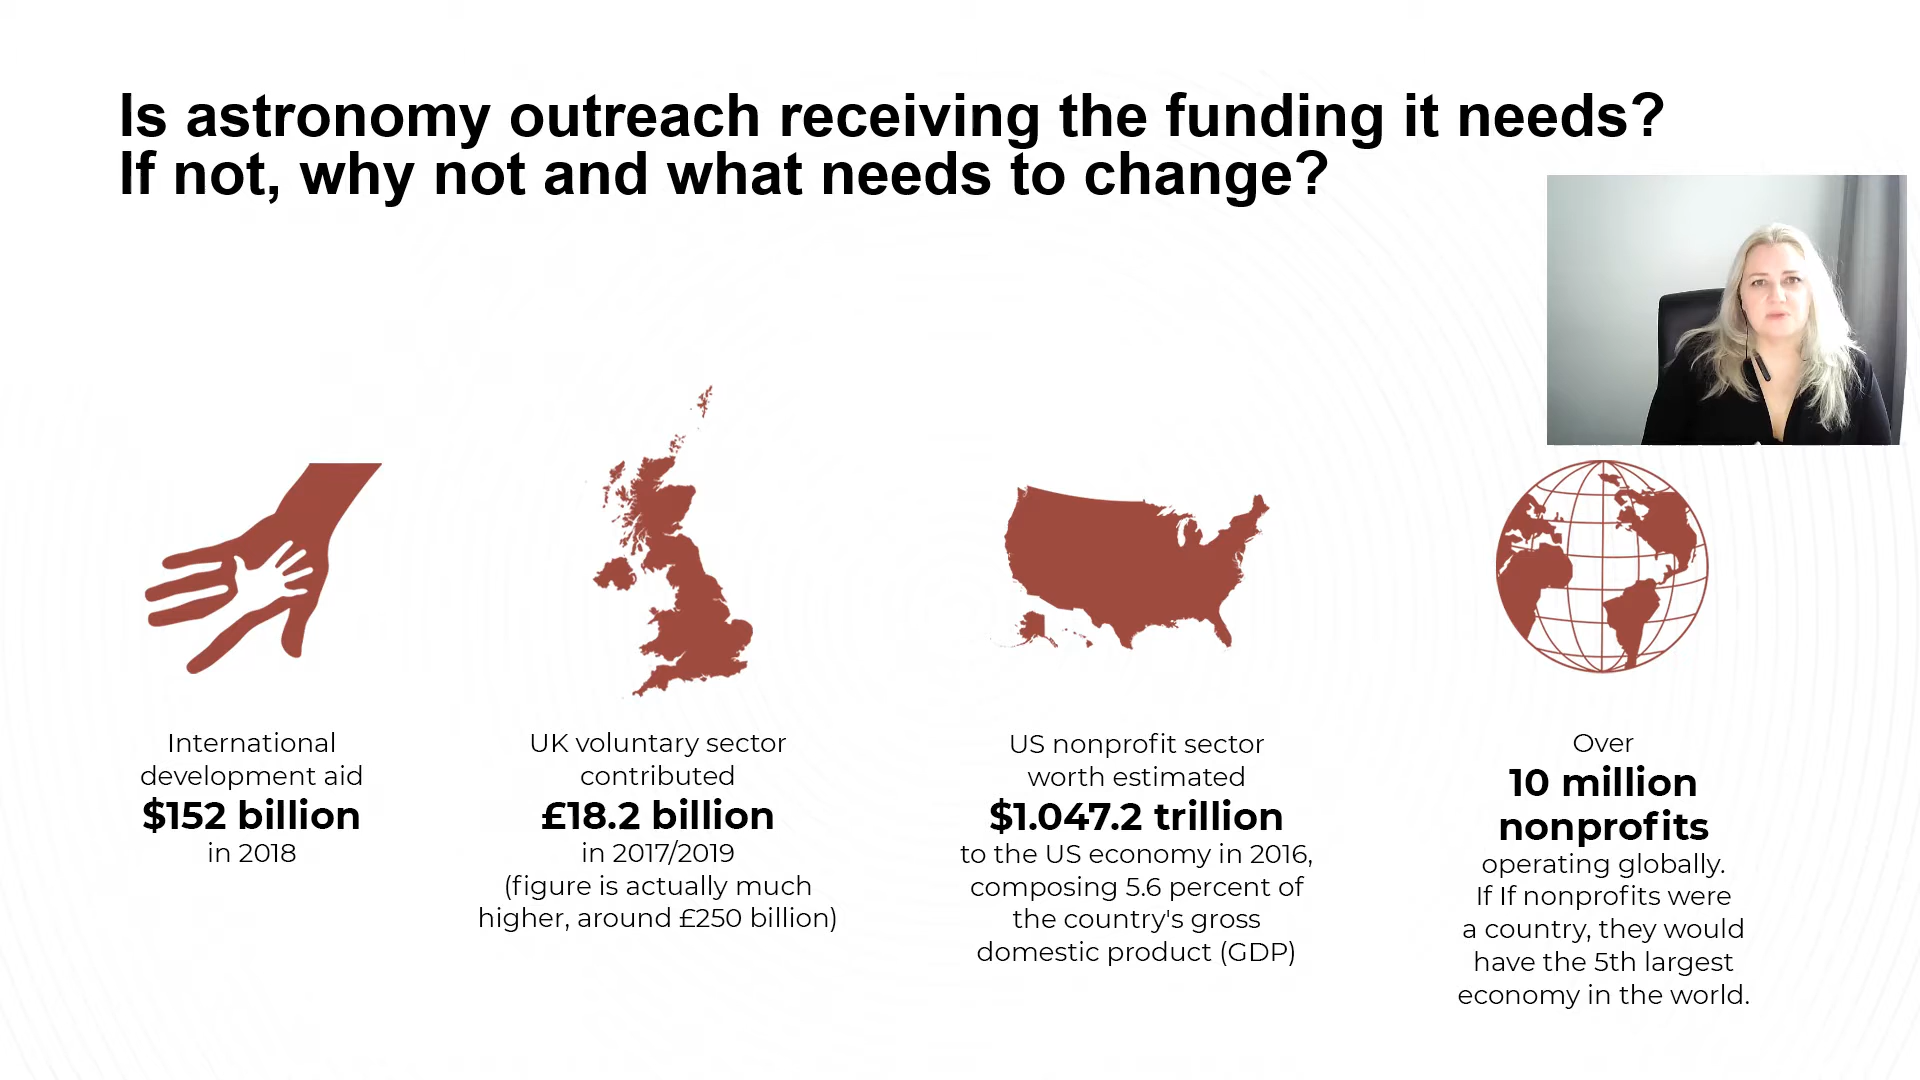 Is astronomy outreach receiving the funding it needs?
If not, why not and what needs to change?
International
development aid
$152 billion
in 2018
UK voluntary sector
contributed
£18.2 billion
in 2017/2019
(figure is actually much
higher, around £250 billion)
US nonprofit sector
worth estimated
$1.047.2 trillion
to the US economy in 2016,
composing 5.6 percent of
the country's gross
domestic product (GDP)
Over
10 million
nonprofits
operating globally.
If If nonprofits were
a country, they would
have the 5th largest
economy in the world.